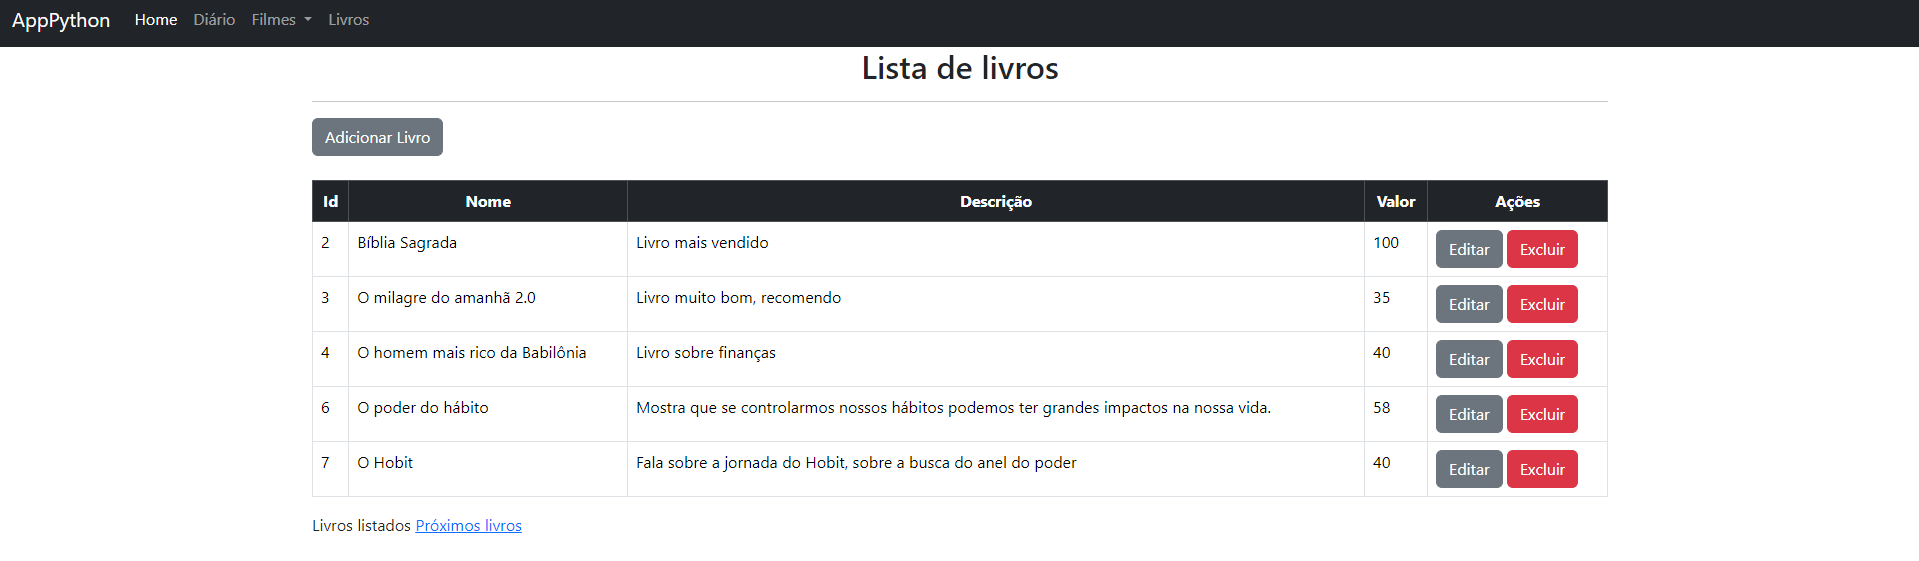 AppPython Home Diário Filmes Livros
Lista de livros
Adicionar Livro
Id Nome Descrição Valor Ações
2 Bíblia Sagrada Livro mais vendido 100 Editar Excluir
3 O milagre do amanhã 2.0 Livro muito bom, recomendo 35 Editar Excluir
4 O homem mais rico da Babilônia Livro sobre finanças 40 Editar Excluir
6 O poder do hábito Mostra que se controlarmos nossos hábitos podemos ter grandes impactos na nossa vida. 58 Editar Excluir
7 O Hobit Fala sobre a jornada do Hobit, sobre a busca do anel do poder 40 Editar Excluir
Livros listados Próximos livros